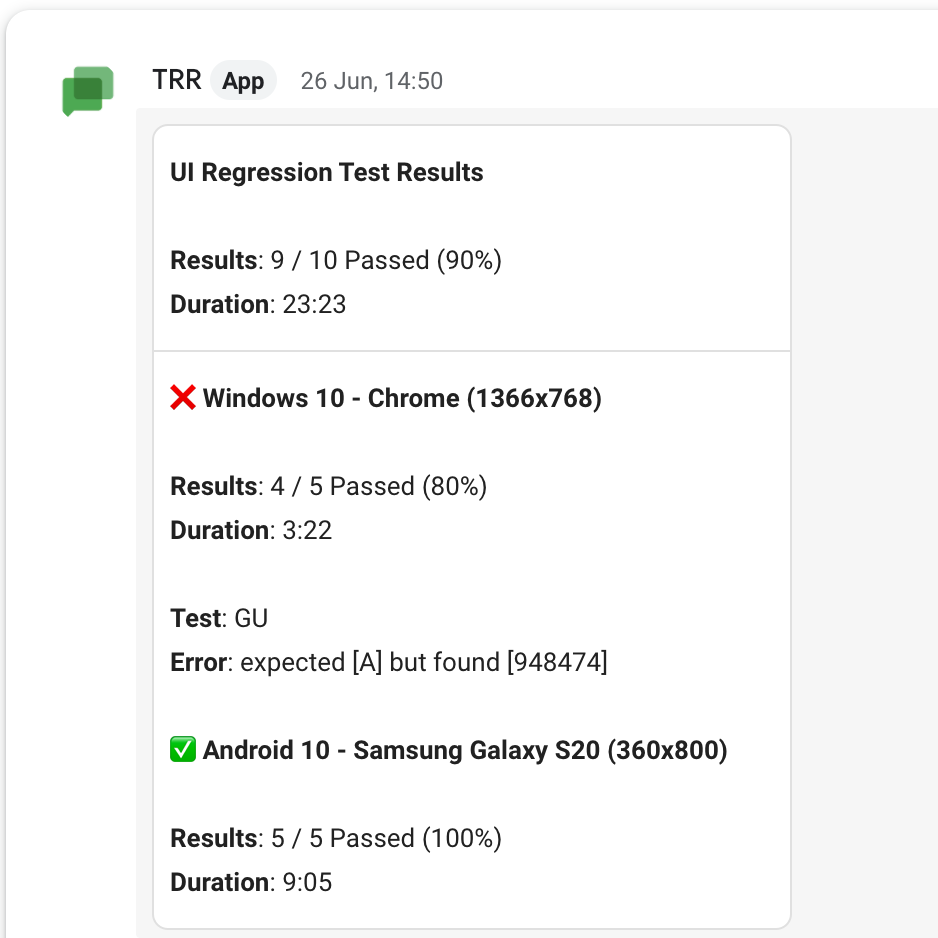 TRR App 26 Jun, 14:50
UI Regression Test Results
Results: 9 / 10 Passed (90%)
Duration: 23:23
❌ Windows 10 - Chrome (1366x768)
Results: 4 / 5 Passed (80%)
Duration: 3:22
Test: GU
Error: expected [A] but found [948474]
✅ Android 10 - Samsung Galaxy S20 (360x800)
Results: 5 / 5 Passed (100%)
Duration: 9:05